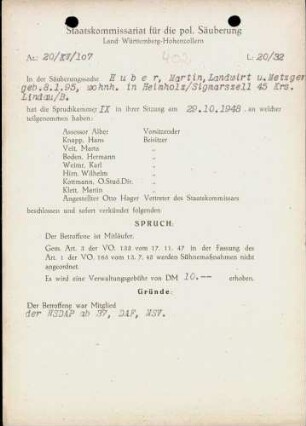 Staatskommissariat für die pol. Säuberung
Land Württemberg-Hohenzollern
Az: 20/XV/107
L: 20/32
In der Säuberungssache Huber, Martin, Landwirt u. Metzger
geb. 8.1.95, wohnh. in Heinholz/Signarszell 45 Krs.
Lindau/B.
hat die Spruchkammer IX in ihrer Sitzung am 29.10.1948, an welcher
teilgenommen haben:
Assessor Alker Vorsitzender
Knapp, Hans Beisitzer
Veit, Maria "
Boden, Hermann "
Weizer, Karl "
Hirn, Wilhelm "
Kottmann, O.Stud.Dir. "
Klett, Martin "
Angestellter Otto Hager Vertreter des Staatskommissars
beschlossen und sofort verkündet folgenden
SPRUCH:
Der Betroffene ist Mitläufer.
Gem. Art. 3 der VO. 133 vom 17. 11. 47 in der Fassung des
Art. 1 der VO. 164 vom 13. 7. 48 werden Sühnemaßnahmen nicht
angeordnet.
Es wird eine Verwaltungsgebühr von DM 10.-- erhoben.
Gründe:
Der Betroffene war Mitglied
der NSDAP ab 37, DAF, NSV.